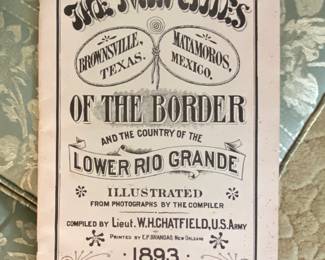 The Twin Cities
BROWNSVILLE,
TEXAS.
MATAMOROS,
MEXICO.
OF THE BORDER
AND THE COUNTRY OF THE
LOWER RIO GRANDE
ILLUSTRATED
FROM PHOTOGRAPHS BY THE COMPILER
COMPILED BY Lieut. W.H. CHATFIELD, U.S. ARMY
PRINTED BY E.P. BRANDAO, NEW ORLEANS
1893